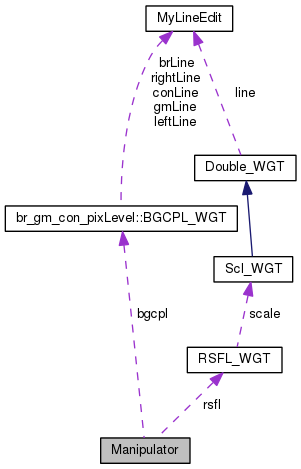 MyLineEdit
brLine
rightLine
conLine
gmLine
leftLine
line
Double_WGT
br_gm_con_pixLevel::BGCPL_WGT
Scl_WGT
bgcpl
scale
RSFL_WGT
rsfl
Manipulator